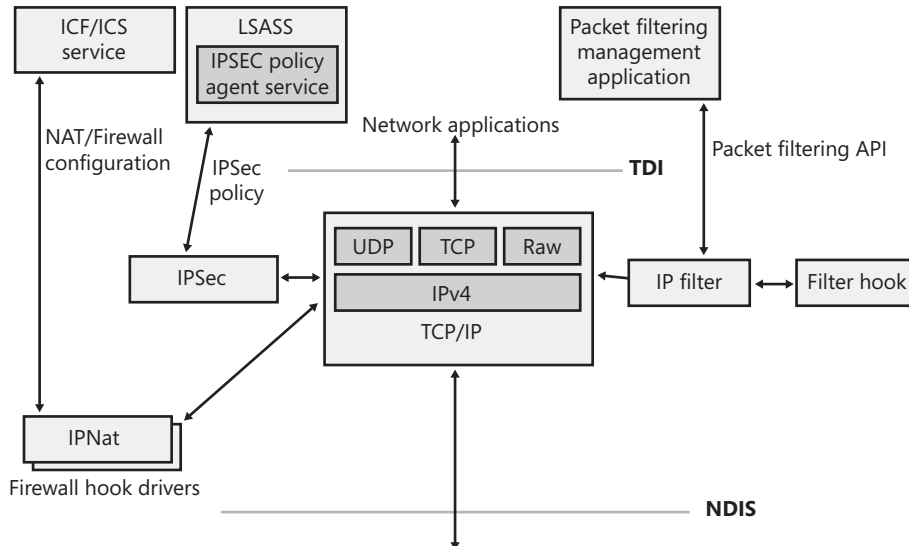 ICF/ICS
service
LSASS
IPSEC policy
agent service
Packet filtering
management
application
NAT/Firewall
configuration
Network applications
Packet filtering API
IPSec
policy
TDI
UDP
TCP
Raw
IPSec
IPv4
IP filter
Filter hook
TCP/IP
IPNat
Firewall hook drivers
NDIS